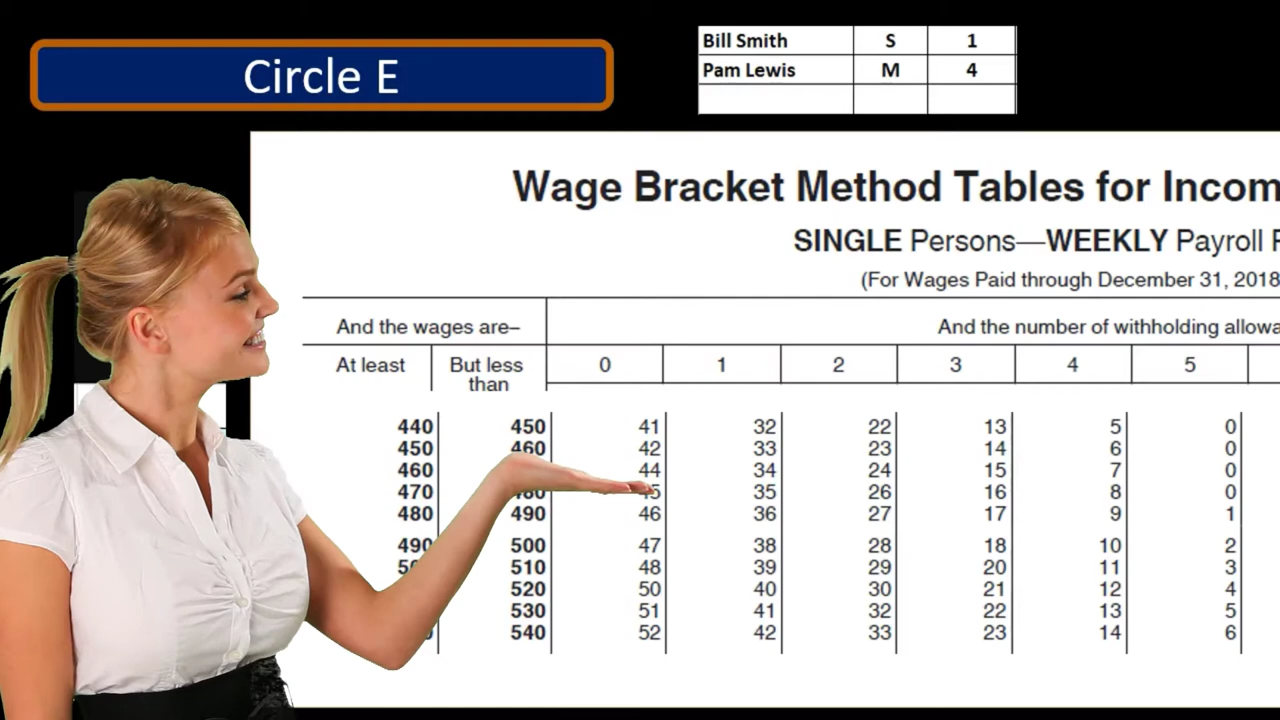 Circle E
Bill Smith S 1
Pam Lewis M 4
Wage Bracket Method Tables for Incom
SINGLE Persons—WEEKLY Payroll P
(For Wages Paid through December 31, 2018
And the wages are– And the number of withholding allowa
At least But less than 0 1 2 3 4 5
440 450 41 32 22 13 5 0
450 460 42 33 23 14 6 0
460 44 34 24 15 7 0
470 35 26 16 8 0
480 490 46 36 27 17 9 1
490 500 47 38 28 18 10 2
510 48 39 29 20 11 3
520 50 40 30 21 12 4
530 51 41 32 22 13 5
540 52 42 33 23 14 6